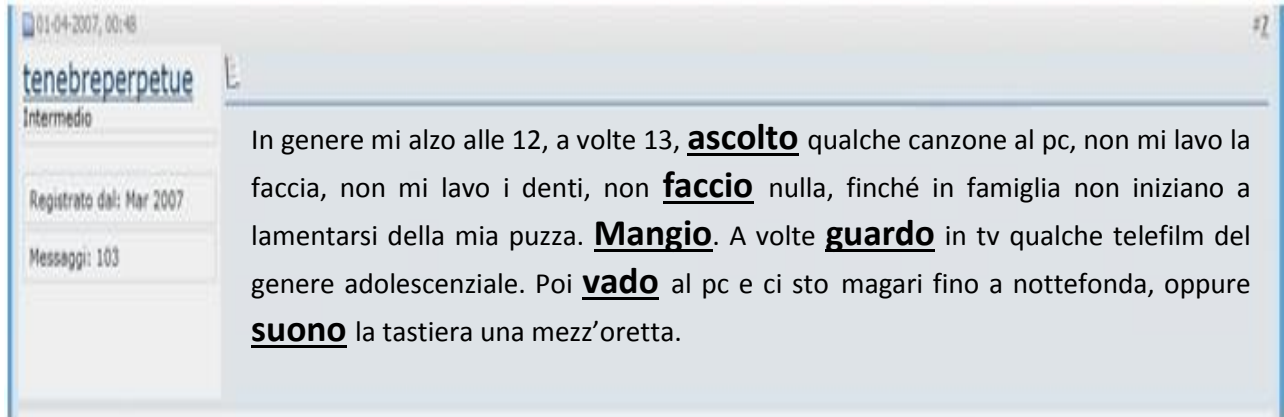 01-04-2007, 00:48
#7
tenebreperpetue
Intermedio
Registrato dal: Mar 2007
Messaggi: 103
In genere mi alzo alle 12, a volte 13, ascolto qualche canzone al pc, non mi lavo la
faccia, non mi lavo i denti, non faccio nulla, finché in famiglia non iniziano a
lamentarsi della mia puzza. Mangio. A volte guardo in tv qualche telefilm del
genere adolescenziale. Poi vado al pc e ci sto magari fino a nottefonda, oppure
suono la tastiera una mezz’oretta.